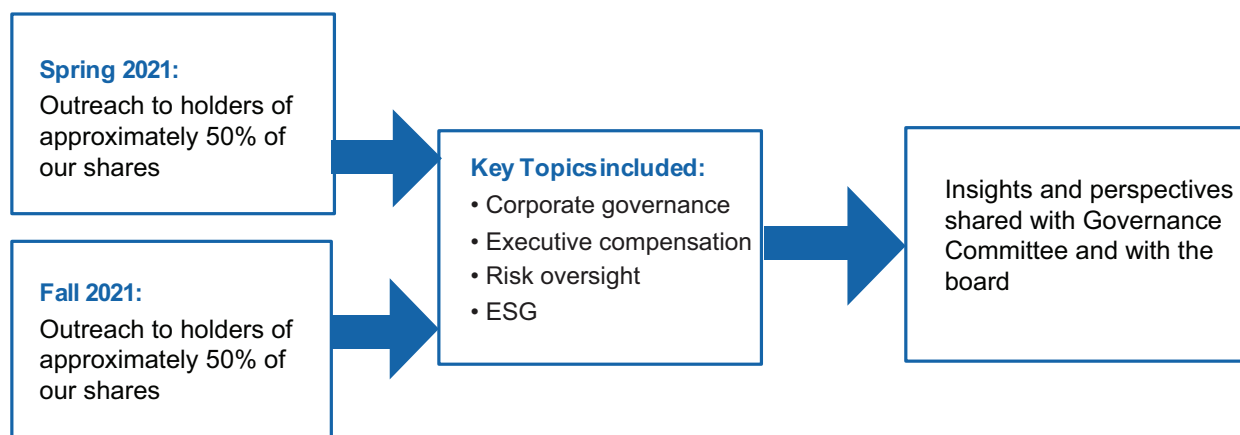 Spring 2021:
Outreach to holders of
approximately 50% of
our shares
Fall 2021:
Outreach to holders of
approximately 50% of
our shares
Key Topics included:
• Corporate governance
• Executive compensation
• Risk oversight
• ESG
Insights and perspectives
shared with Governance
Committee and with the
board